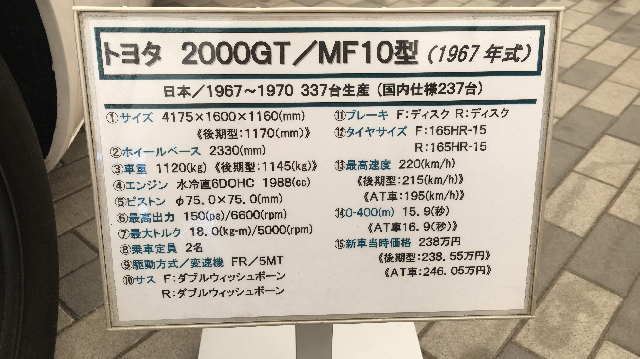 トヨタ 2000GT/MF10型(1967年式)
日本/1967~1970 337台生産(国内仕様237台)
①サイズ 4175×1600×1160(mm)
《後期型:1170(mm)》
②ホイールベース 2330(mm)
③車重 1120(kg)《後期型:1145(kg)》
④エンジン 水冷直6DOHC 1988(cc)
⑤ピストン φ75.0×75.0(mm)
⑥最高出力 150(ps)/6600(rpm)
⑦最大トルク 18.0(kg-m)/5000(rpm)
⑧乗車定員 2名
⑨駆動方式/変速機 FR/5MT
⑩サス F:ダブルウィッシュボーン
R:ダブルウィッシュボーン
⑪ブレーキ F:ディスク R:ディスク
⑫タイヤサイズ F:165HR-15
R:165HR-15
⑬最高速度 220(km/h)
《後期型:215(km/h)》
《AT車:195(km/h)》
⑭0-400(m) 15.9(秒)
《AT車16.9(秒)》
⑮新車当時価格 238万円
《後期型:238.55万円》
《AT車:246.05万円》